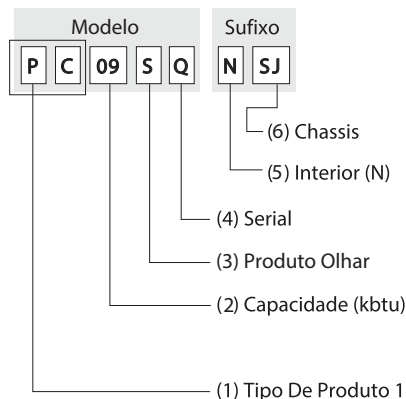 Modelo Sufixo
P C 09 S Q N SJ
(6) Chassis
(5) Interior (N)
(4) Serial
(3) Produto Olhar
(2) Capacidade (kbtu)
(1) Tipo De Produto 1